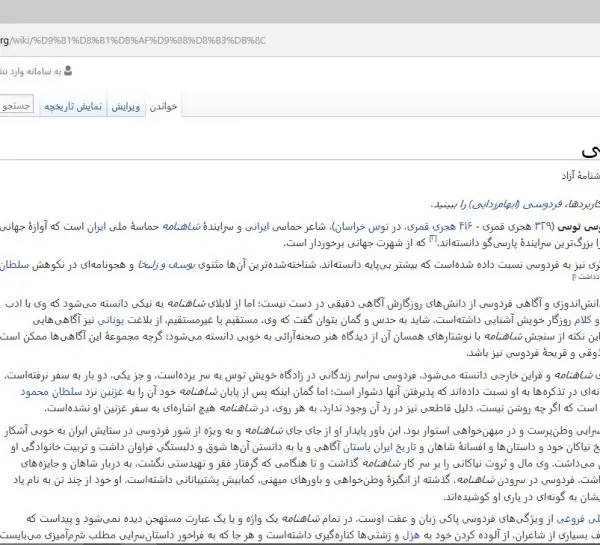 rg/wiki/%D9%81%D8%B1%D8%AF%D9%88%D8%B3%DB%8C
به سامانه وارد نش
خواندن ویرایش نمایش تاریخچه جستجو
ی
شنامهٔ آزاد
کاربردها، فردوسی (ابهام‌زدایی) را ببینید.
وسی توسی (۳۲۹ هجری قمری - ۴۱۶ هجری قمری، در توس خراسان)، شاعر حماسی ایرانی و سرایندهٔ شاهنامه حماسهٔ ملی ایران است که آوازهٔ جهانی
را بزرگ‌ترین سرایندهٔ پارسی‌گو دانسته‌اند.[۲] که از شهرت جهانی برخوردار است.
ری نیز به فردوسی نسبت داده شده‌است که بیشتر بی‌پایه دانسته‌اند. شناخته‌شده‌ترین آن‌ها مثنوی یوسف و زلیخا و هجونامه‌ای در نکوهش سلطان
دداشت ۱]
دانش‌اندوزی و آگاهی فردوسی از دانش‌های روزگارش آگاهی دقیقی در دست نیست؛ اما از لابلای شاهنامه به نیکی دانسته می‌شود که وی با ادب
و کلام روزگار خویش آشنایی داشته‌است. شاید به حدس و گمان بتوان گفت که وی، مستقیم یا غیرمستقیم، از بلاغت یونانی نیز آگاهی‌هایی
این نکته از سنجش شاهنامه با نوشتارهای همسان آن از دیدگاه هنر صحنه‌آرائی به خوبی دانسته می‌شود؛ گرچه مجموعهٔ این آگاهی‌ها ممکن است
ذوقی و قریحهٔ فردوسی نیز باشد.
ی شاهنامه و قراین خارجی دانسته می‌شود، فردوسی سراسر زندگانی در زادگاه خویش توس به سر برده‌است، و جز یکی، دو بار به سفر نرفته‌است.
نه‌ای در تذکره‌ها به او نسبت داده‌اند که پذیرفتن آنها دشوار است؛ اما گمان اینکه پس از پایان شاهنامه خود آن را به غزنین نزد سلطان محمود
است که اگر چه روشن نیست، دلیل قاطعی نیز در رد آن وجود ندارد. به هر روی، در شاهنامه هیچ اشاره‌ای به سفر غزنین او نشده‌است.
سرایی وطن‌پرست و در میهن‌خواهی استوار بود. این باور پایدار او از جای جای شاهنامه و به ویژه از شور فردوسی در ستایش ایران به خوبی آشکار
یخ نیاکان خود و داستان‌ها و افسانهٔ شاهان و تاریخ ایران باستان آگاهی و یا به دانستن آن‌ها شوق و دلبستگی فراوان داشت و تربیت خانوادگی او
می‌داشت. وی مال و ثروت نیاکانی را بر سر کار شاهنامه گذاشت و تا هنگامی که گرفتار فقر و تهیدستی نگشت، به دربار شاهان و جایزه‌های
اشت. فردوسی در سرودن شاهنامه، گذشته از انگیزهٔ وطن‌خواهی و باورهای میهنی، کمابیش پشتیبانانی داشته‌است. او خود از چند تن به نام یاد
یشان به گونه‌ای در یاری او کوشیده‌اند.
لی فروغی از ویژگی‌های فردوسی پاکی زبان و عفت اوست. در تمام شاهنامه یک واژه و یا یک عبارت مستهجن دیده نمی‌شود و پیداست که
ف بسیاری از شاعران، از آلوده کردن خود به هزل و زشتی‌ها کناره‌گیری داشته‌است و هر جا که به فراخور داستان‌سرایی مطلب شرم‌آمیزی می‌بایست